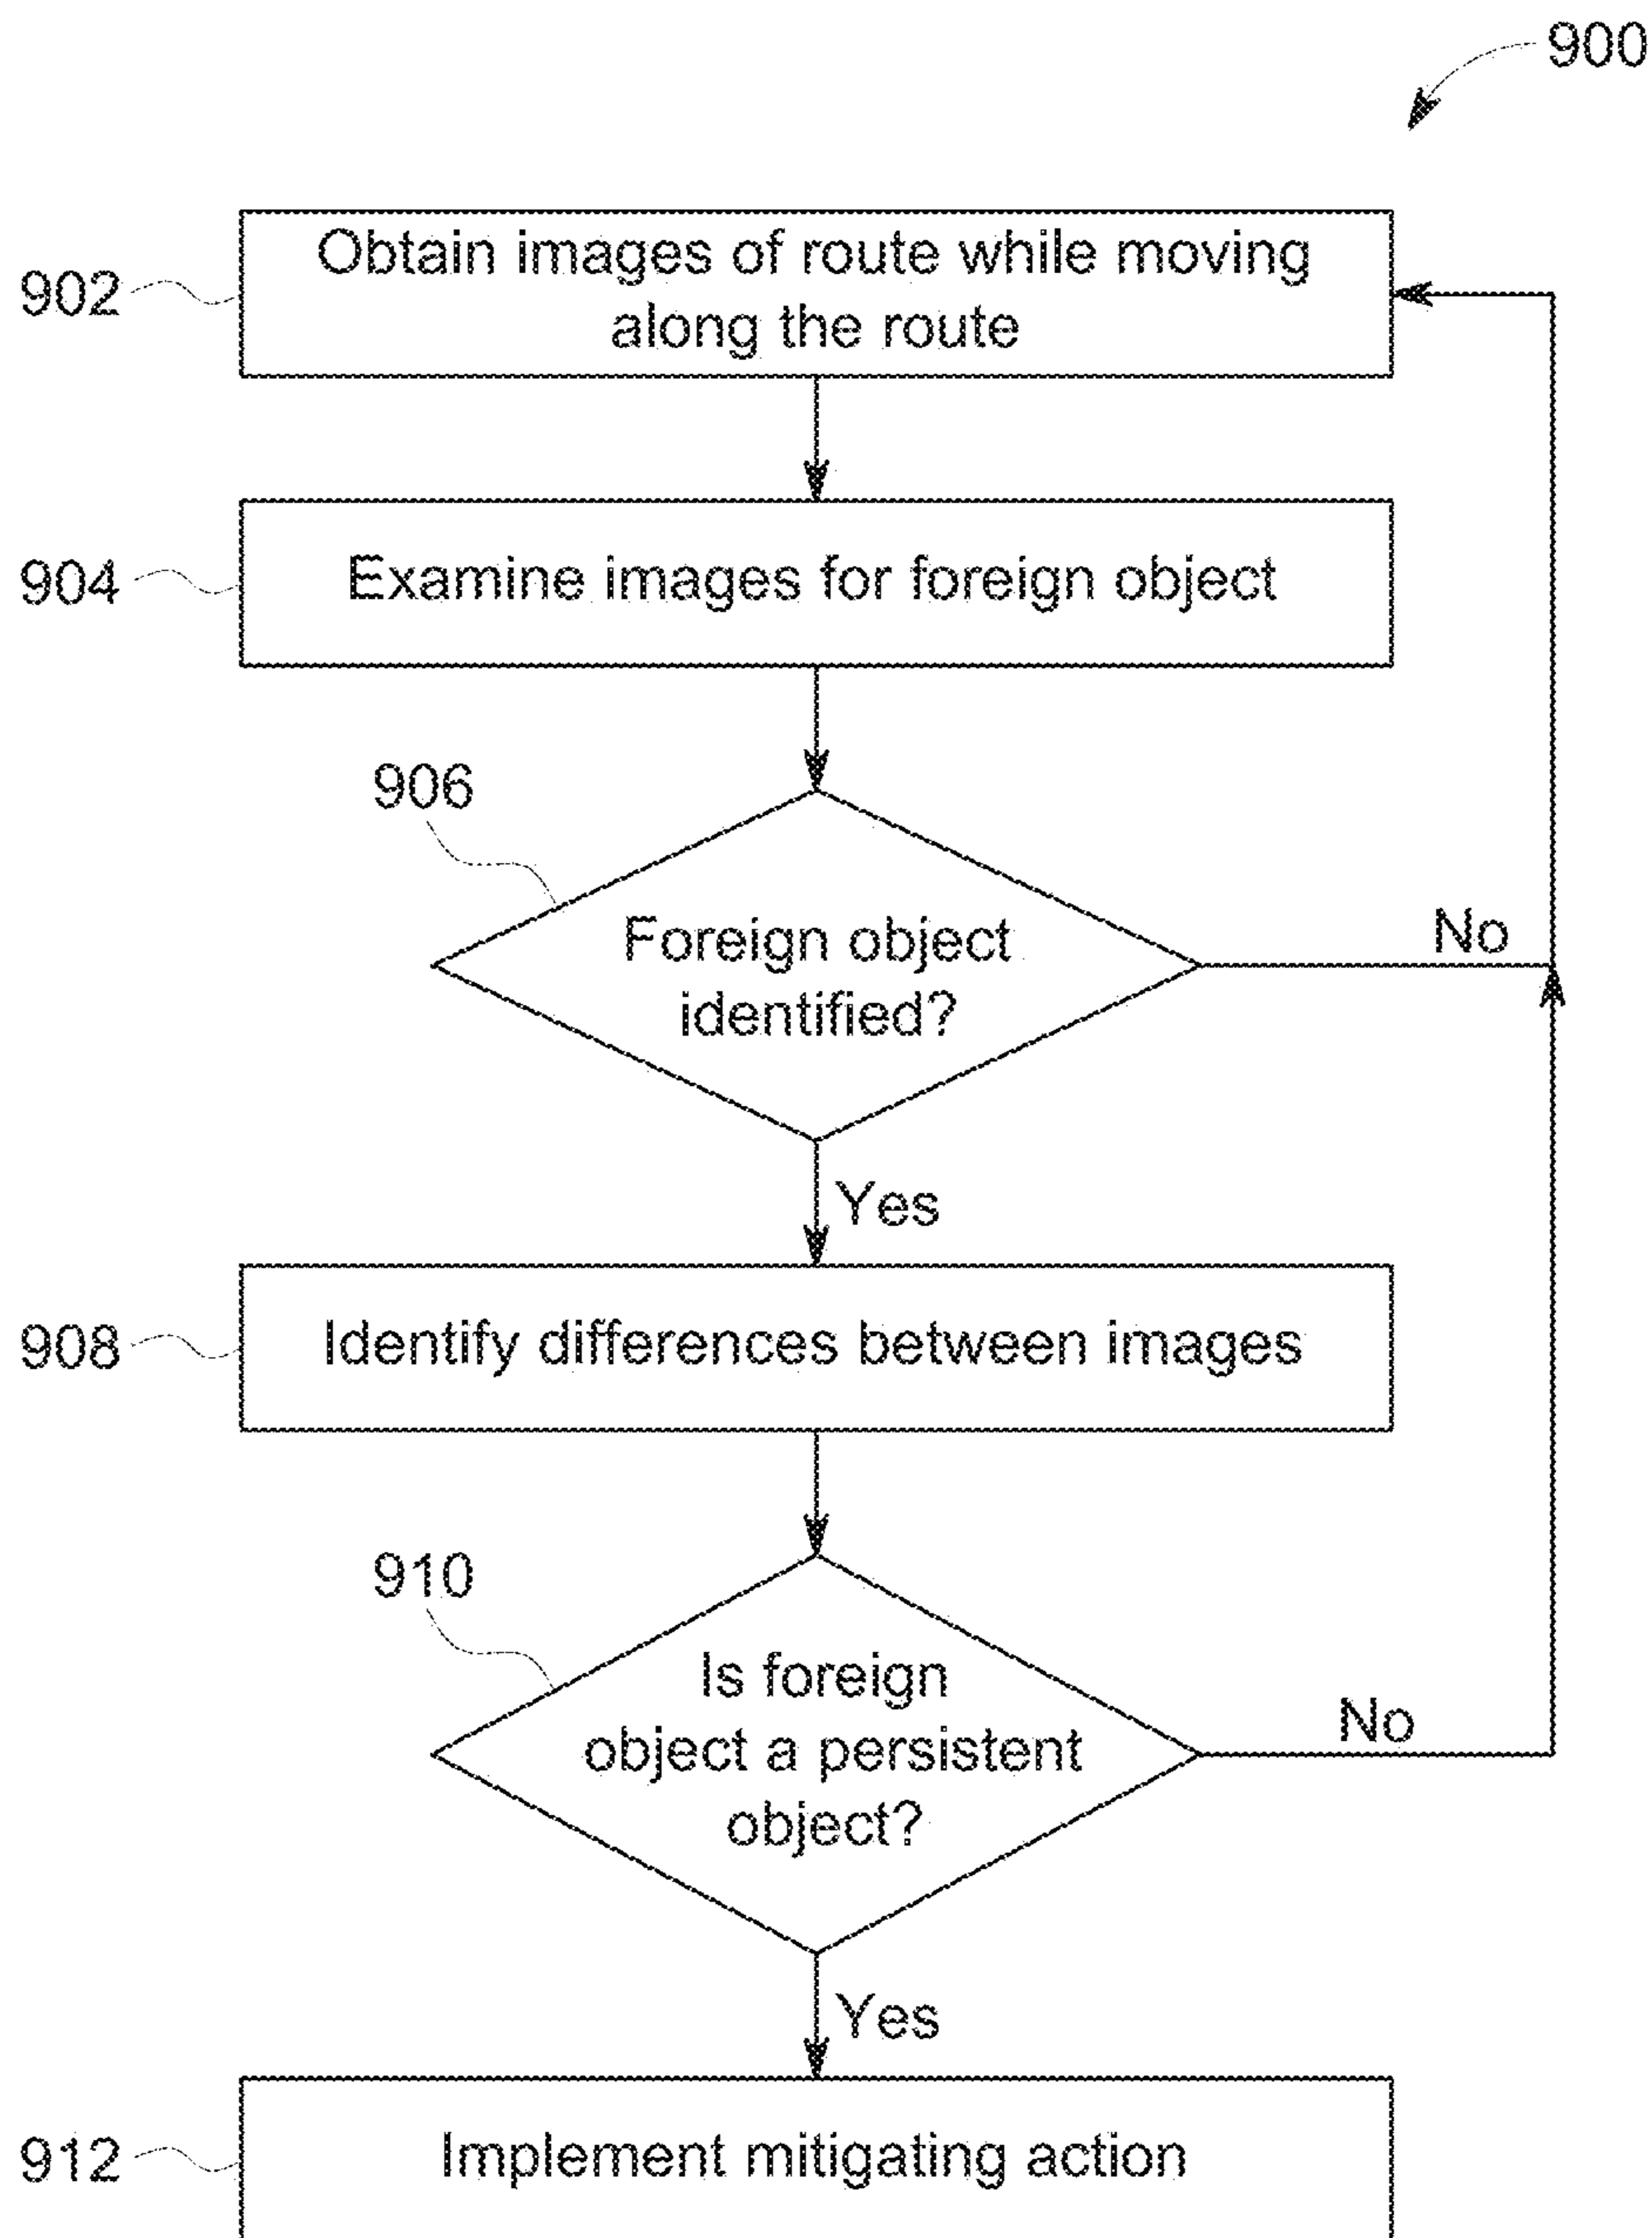 900
902
Obtain images of route while moving
along the route
904
Examine images for foreign object
906
Foreign object
identified?
No
Yes
908
Identify differences between images
910
Is foreign
object a persistent
object?
No
Yes
912
Implement mitigating action